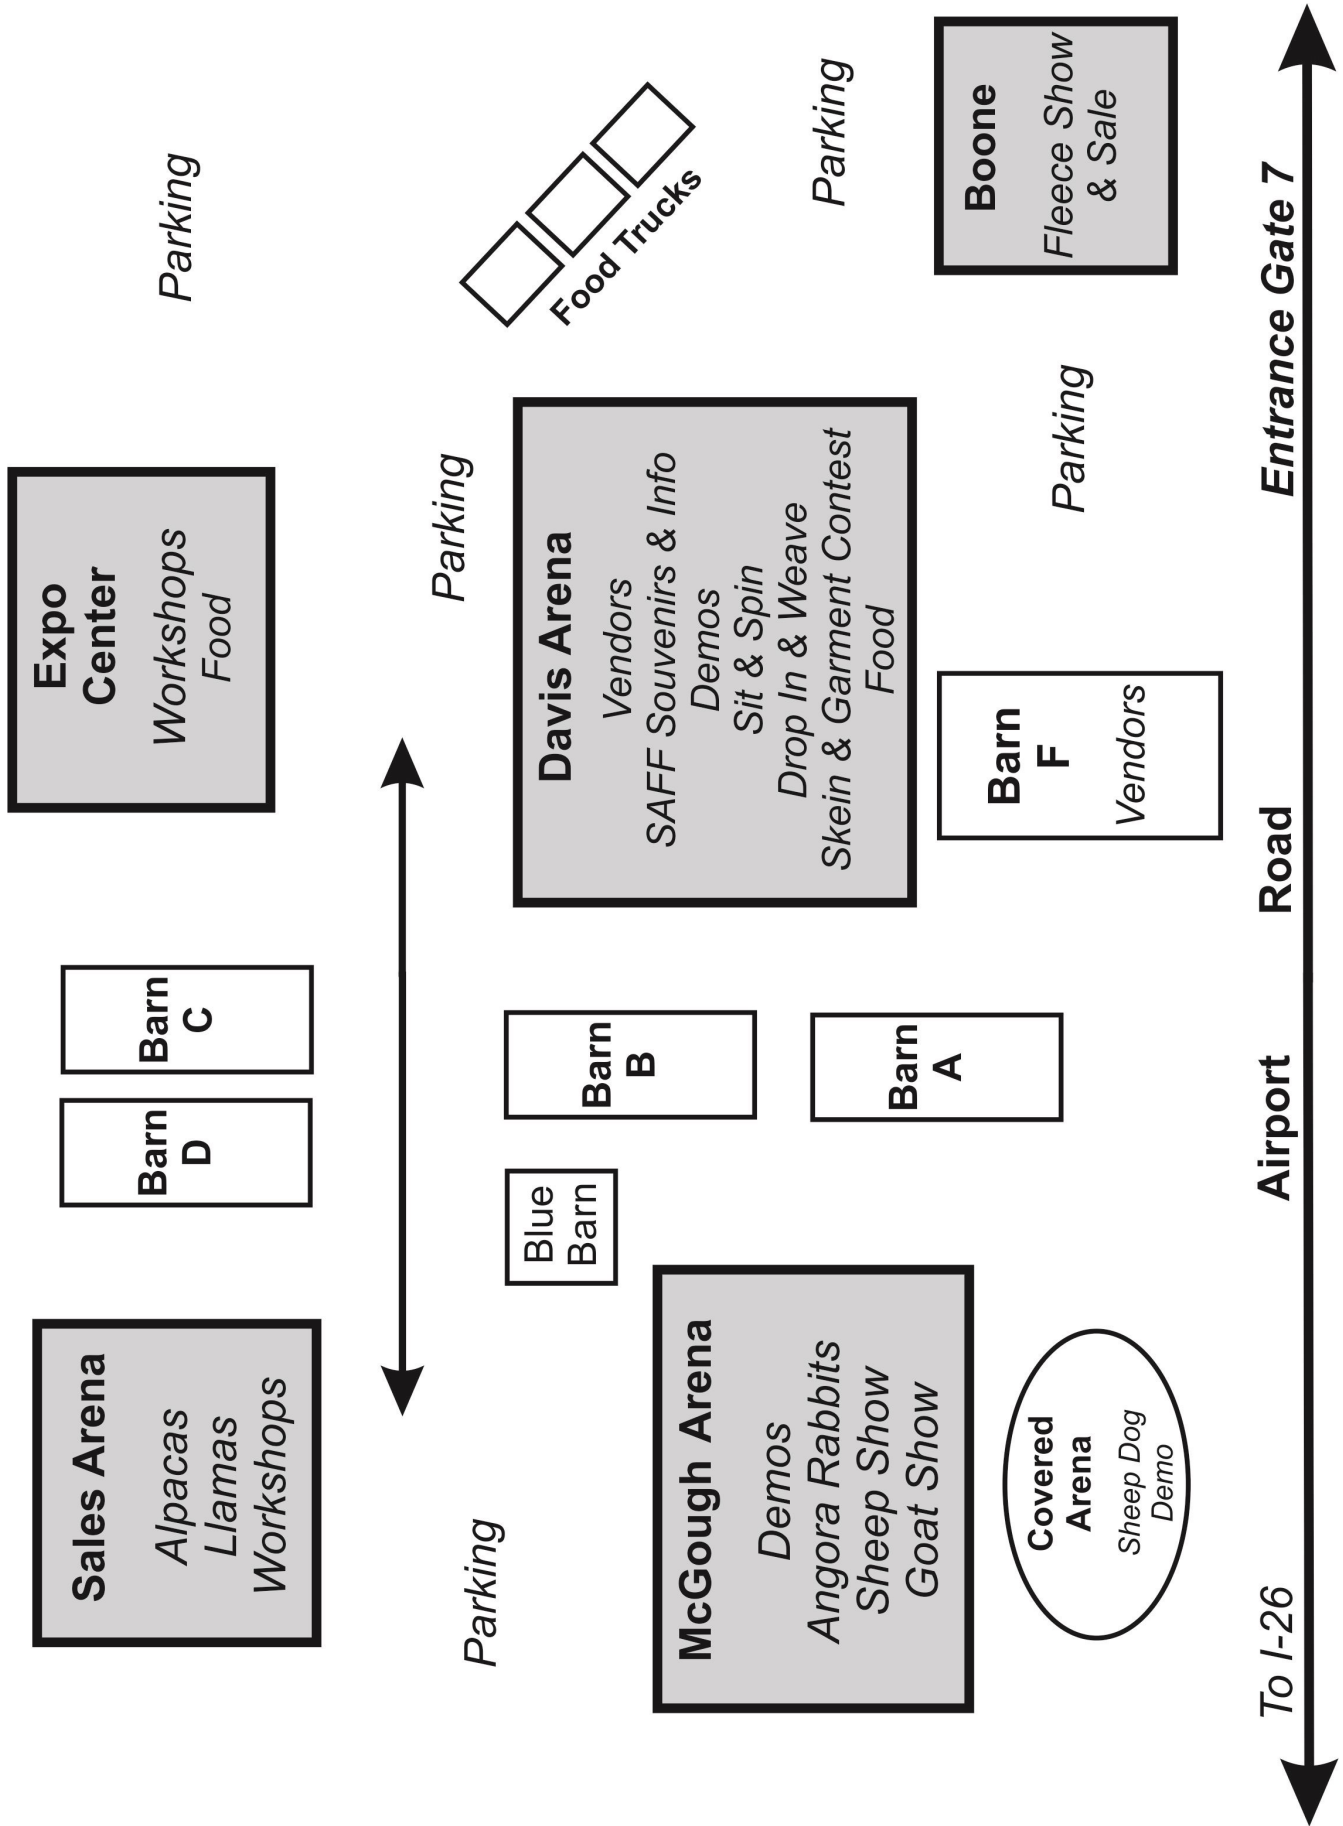 Sales Arena
Alpacas
Llamas
Workshops
Barn
D
Barn
C
Expo
Center
Workshops
Food
Parking
Parking
Parking
Food Trucks
Parking
Blue
Barn
Barn
B
Barn
A
Davis Arena
Vendors
SAFF Souvenirs & Info
Demos
Sit & Spin
Drop In & Weave
Skein & Garment Contest
Food
McGough Arena
Demos
Angora Rabbits
Sheep Show
Goat Show
Covered
Arena
Sheep Dog
Demo
Barn
F
Vendors
Parking
Boone
Fleece Show
& Sale
To I-26
Airport Road
Entrance Gate 7